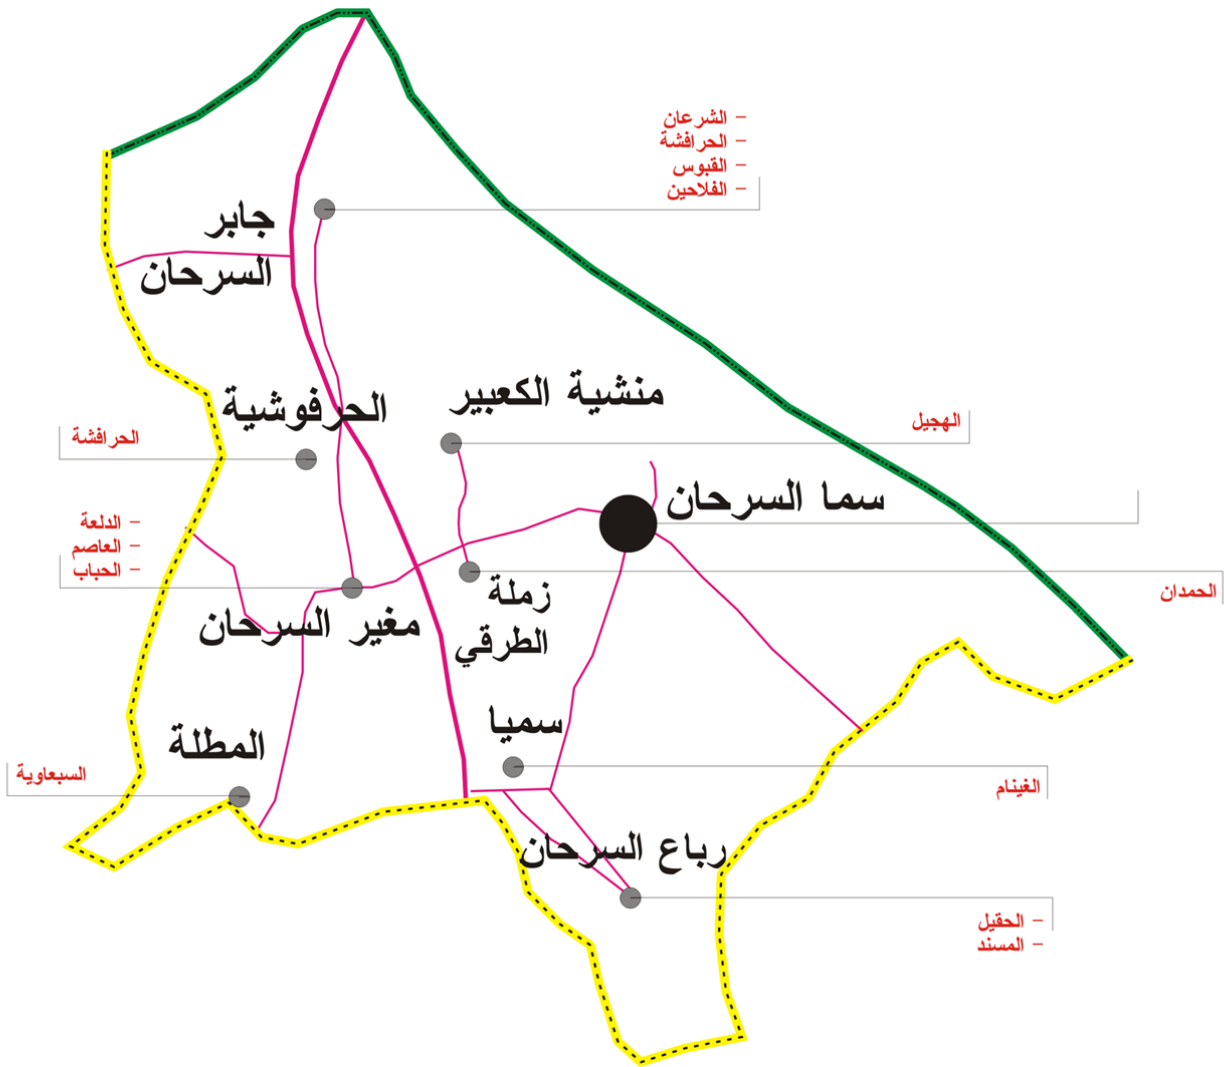 – الشرعان
– الحرافشة
– القبوس
– الفلاحين
جابر
السرحان
الحرفوشية
منشية الكعبير
الهجيل
الحرافشة
سما السرحان
– الدلعة
– العاصم
– الحباب
الحمدان
زملة
الطرقي
مغير السرحان
سميا
المطلة
السبعاوية
الغينام
رباع السرحان
– الحقيل
– المسند